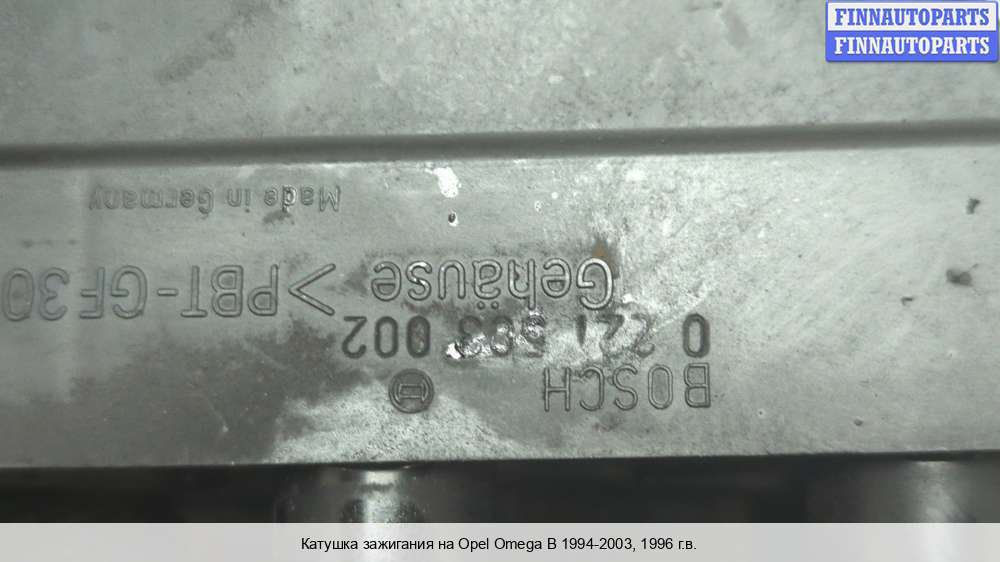 FINNAUTOPARTS
FINNAUTOPARTS
BOSCH
0 221 503 002
Gehäuse >PBT-GF30
Made in Germany
Катушка зажигания на Opel Omega B 1994-2003, 1996 г.в.